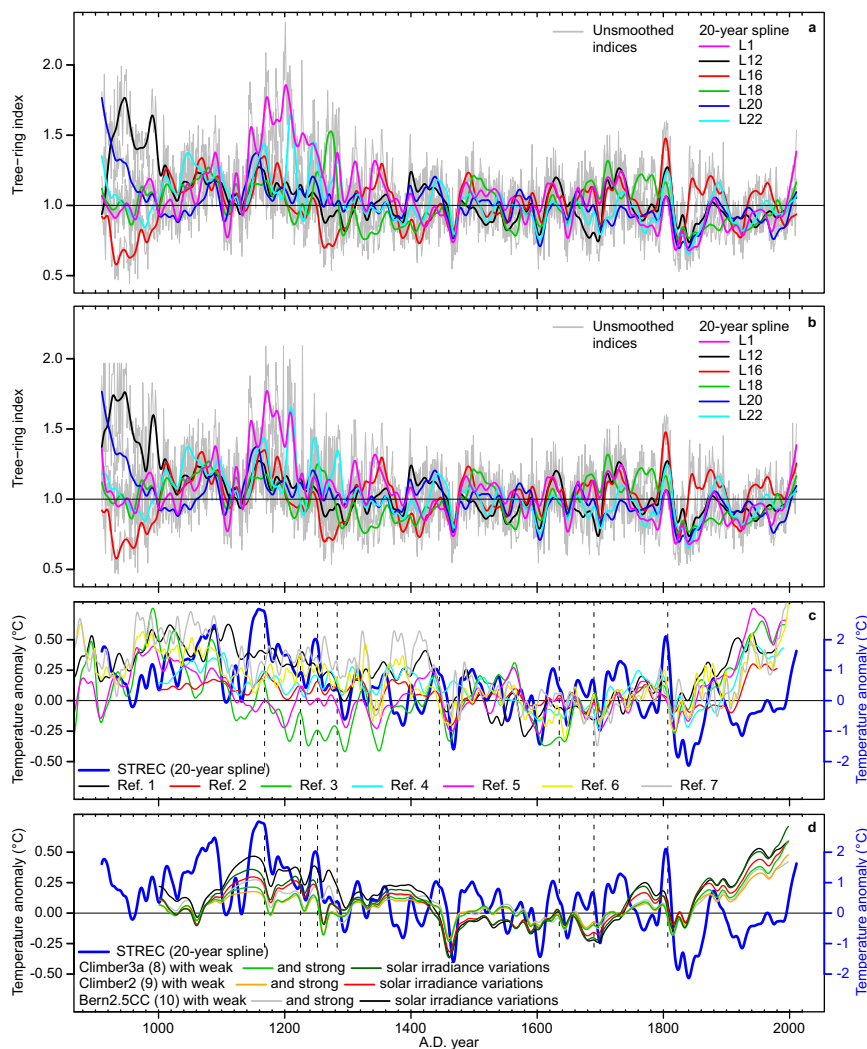 a
Unsmoothed indices
20-year spline
L1
L12
L16
L18
L20
L22
Tree-ring index
2.0
1.5
1.0
0.5
b
Unsmoothed indices
20-year spline
L1
L12
L16
L18
L20
L22
Tree-ring index
2.0
1.5
1.0
0.5
c
Temperature anomaly (°C)
0.50
0.25
0.00
-0.25
-0.50
2
1
0
-1
-2
Temperature anomaly (°C)
STREC (20-year spline)
Ref. 1 Ref. 2 Ref. 3 Ref. 4 Ref. 5 Ref. 6 Ref. 7
d
Temperature anomaly (°C)
0.50
0.25
0.00
-0.25
-0.50
2
1
0
-1
-2
Temperature anomaly (°C)
STREC (20-year spline)
Climber3a (8) with weak and strong solar irradiance variations
Climber2 (9) with weak and strong solar irradiance variations
Bern2.5CC (10) with weak and strong solar irradiance variations
1000 1200 1400 1600 1800 2000
A.D. year